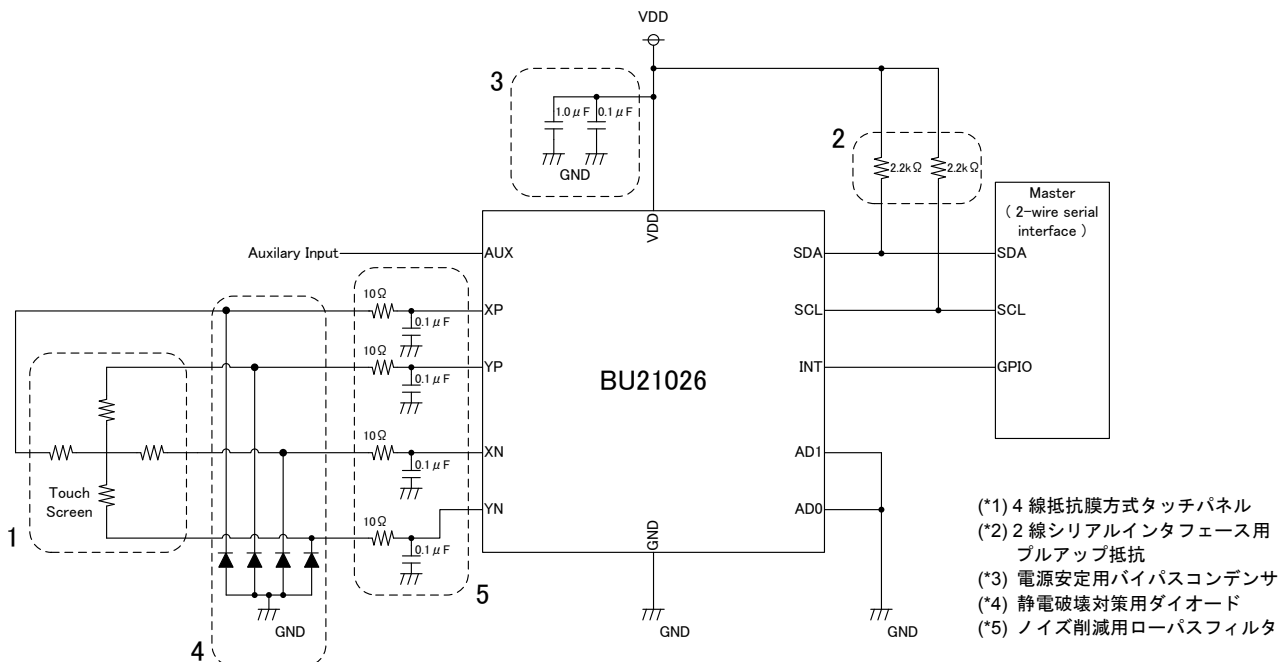 VDD
3
1.0μF 0.1μF
GND
2
2.2kΩ 2.2kΩ
Master
( 2-wire serial
interface )
VDD
Auxilary Input
AUX
SDA
SDA
10Ω
XP
0.1μF
SCL
SCL
10Ω
YP
0.1μF
BU21026
INT
GPIO
10Ω
XN
0.1μF
AD1
Touch
Screen
1
10Ω
YN
0.1μF
AD0
GND
5
GND
4
GND
GND
(*1) 4 線抵抗膜方式タッチパネル
(*2) 2 線シリアルインタフェース用
プルアップ抵抗
(*3) 電源安定用バイパスコンデンサ
(*4) 静電破壊対策用ダイオード
(*5) ノイズ削減用ローパスフィルタ